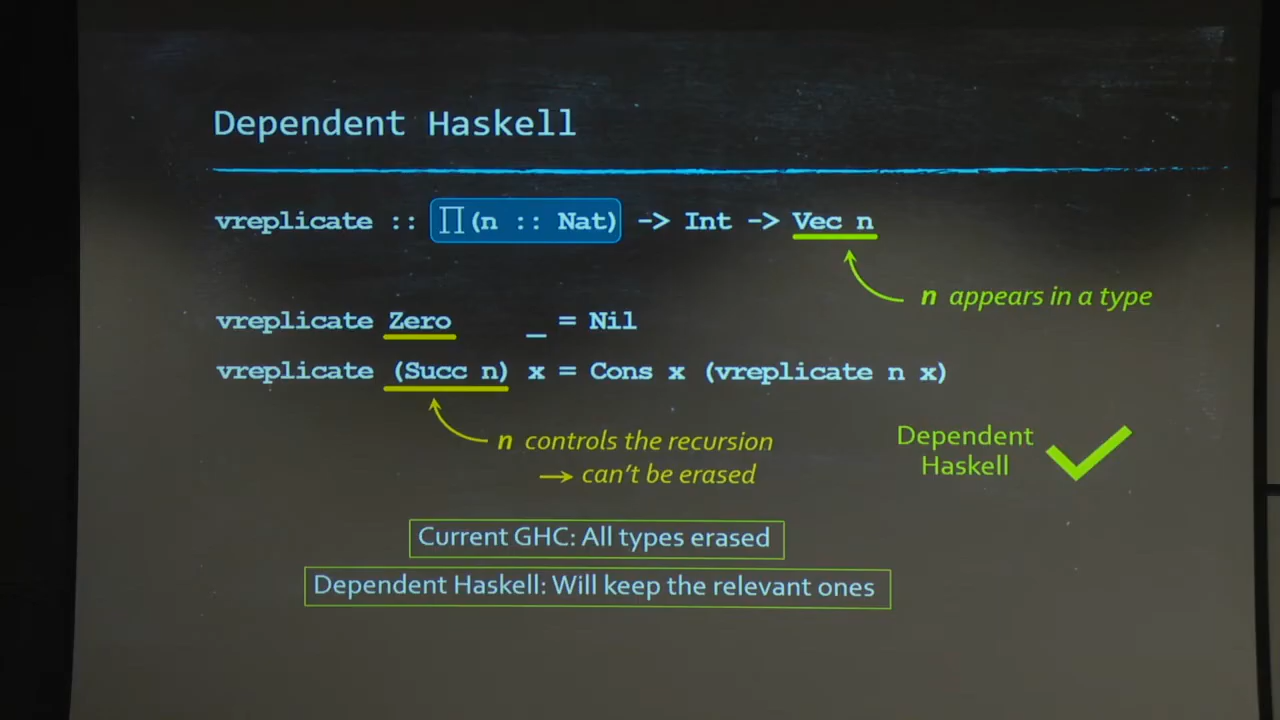 Dependent Haskell
vreplicate :: ∏(n :: Nat) -> Int -> Vec n
n appears in a type
vreplicate Zero _ = Nil
vreplicate (Succ n) x = Cons x (vreplicate n x)
n controls the recursion
→ can't be erased
Dependent
Haskell
Current GHC: All types erased
Dependent Haskell: Will keep the relevant ones